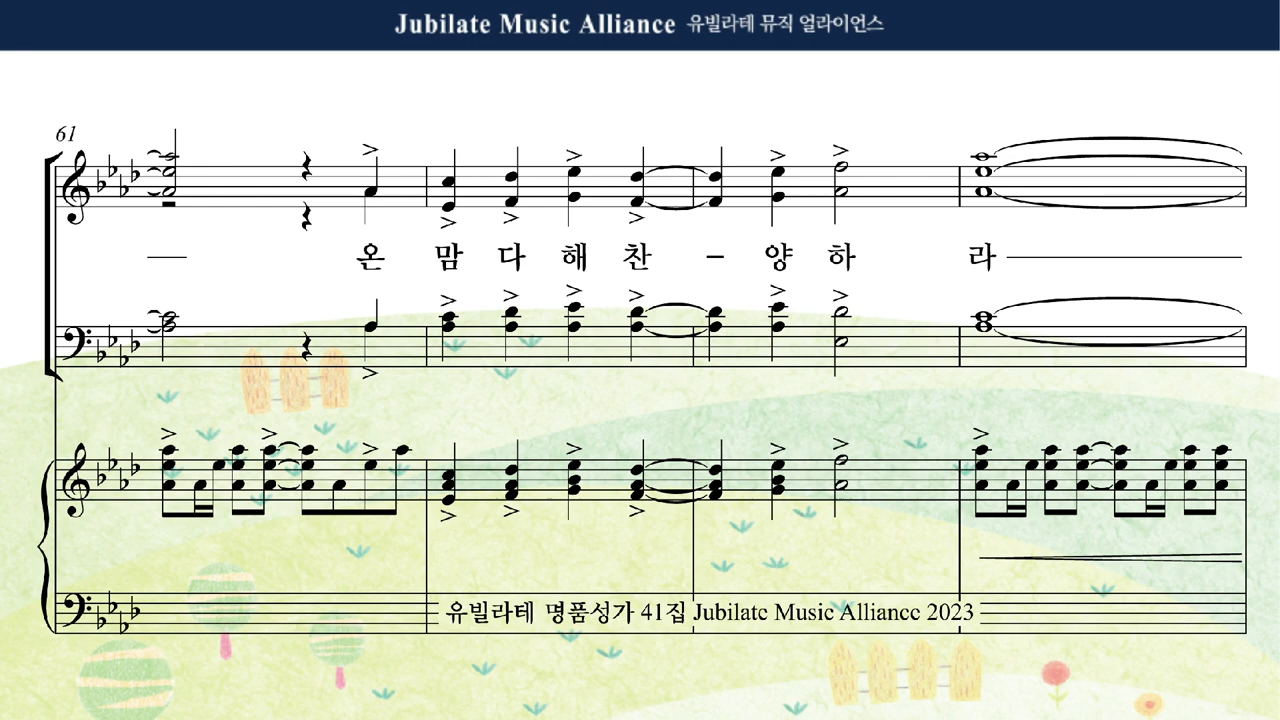 Jubilate Music Alliance 유빌라테 뮤직 얼라이언스
61
온 맘 다 해 찬 - 양 하 라
유빌라테 명품성가 41집 Jubilate Music Alliance 2023